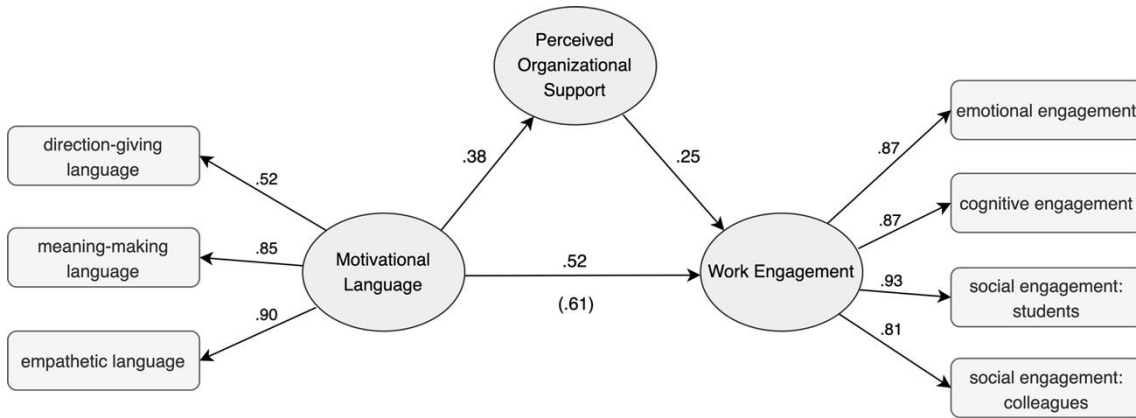 Perceived
Organizational
Support
emotional engagement
direction-giving
language
.38
.25
.87
.52
cognitive engagement
.87
meaning-making
language
.85
Motivational
Language
.52
(.61)
Work Engagement
.93
social engagement:
students
.90
.81
empathetic language
social engagement:
colleagues